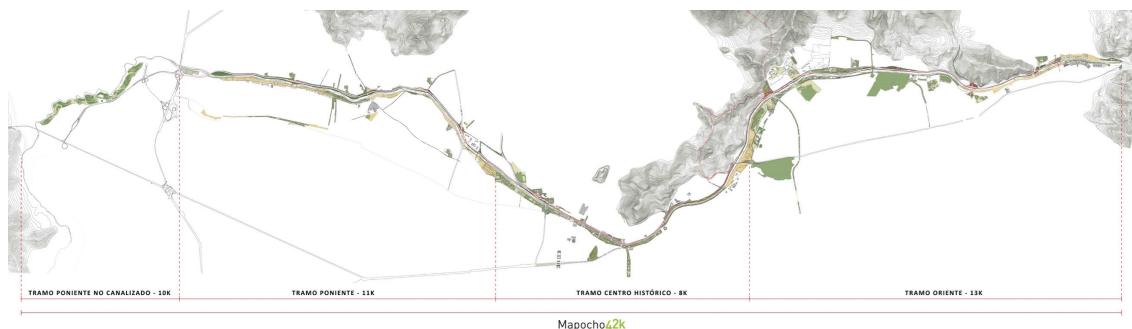 TRAMO PONIENTE NO CANALIZADO - 10K
TRAMO PONIENTE - 11K
TRAMO CENTRO HISTÓRICO - 8K
TRAMO ORIENTE - 13K
Mapocho42k